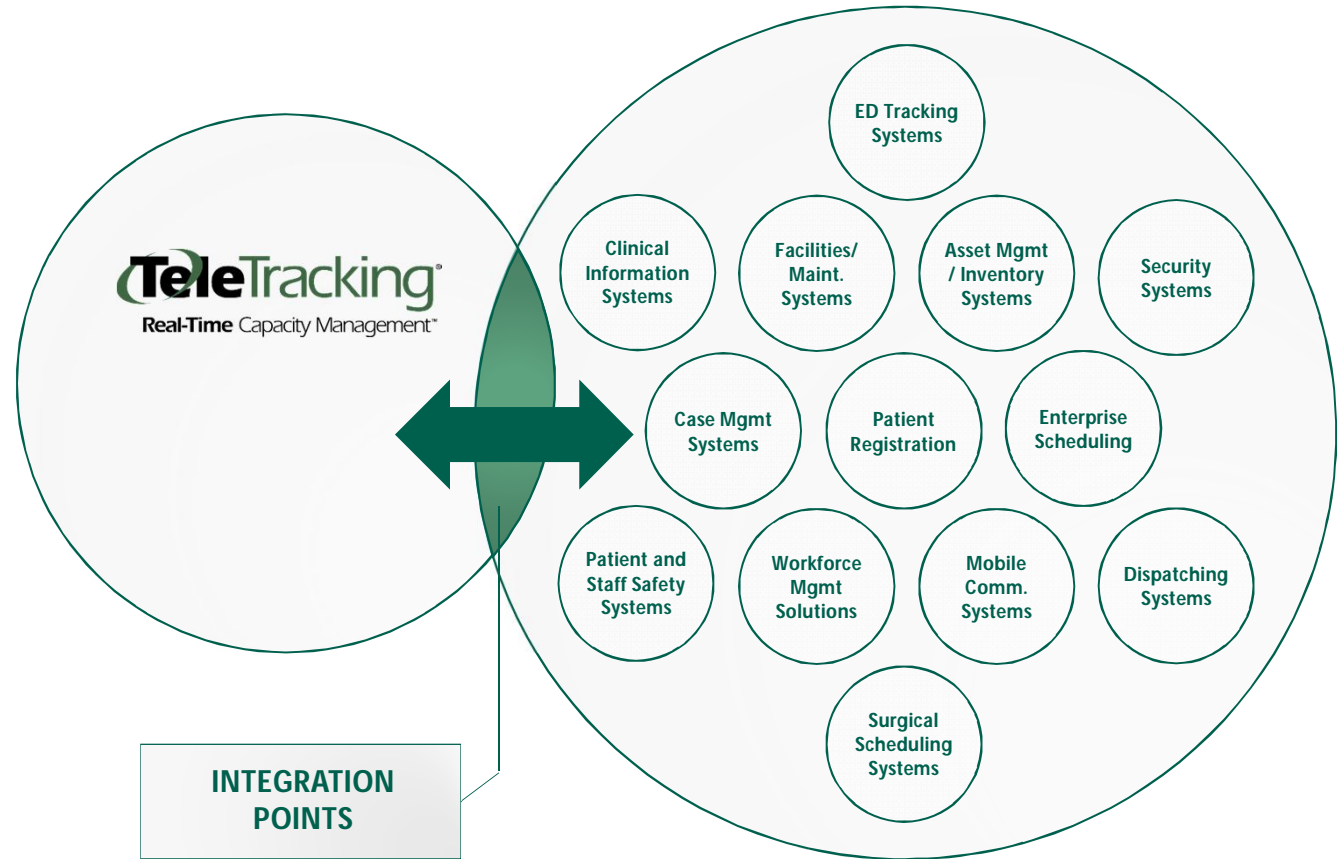 ED Tracking
Systems
TeleTracking®
Real-Time Capacity Management™
Clinical
Information
Systems
Facilities/
Maint.
Systems
Asset Mgmt
/ Inventory
Systems
Security
Systems
Case Mgmt
Systems
Patient
Registration
Enterprise
Scheduling
Patient and
Staff Safety
Systems
Workforce
Mgmt
Solutions
Mobile
Comm.
Systems
Dispatching
Systems
Surgical
Scheduling
Systems
INTEGRATION
POINTS